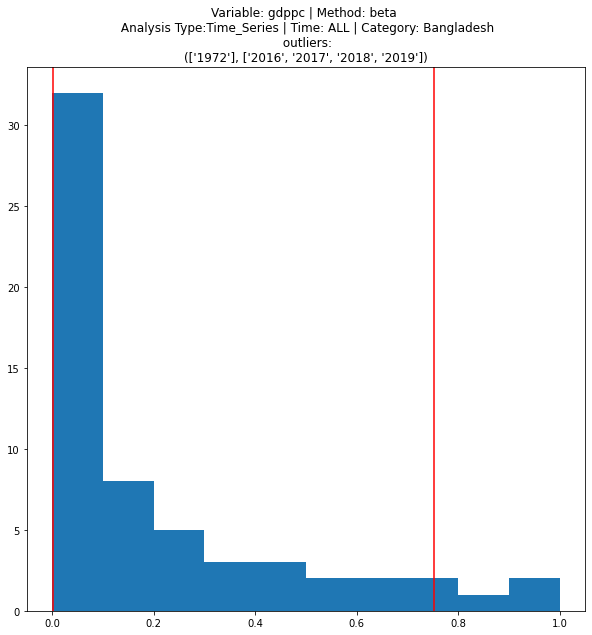 Variable: gdppc | Method: beta
Analysis Type:Time_Series | Time: ALL | Category: Bangladesh
outliers:
(['1972'], ['2016', '2017', '2018', '2019'])
30
25
20
15
10
5
0
0.0 0.2 0.4 0.6 0.8 1.0